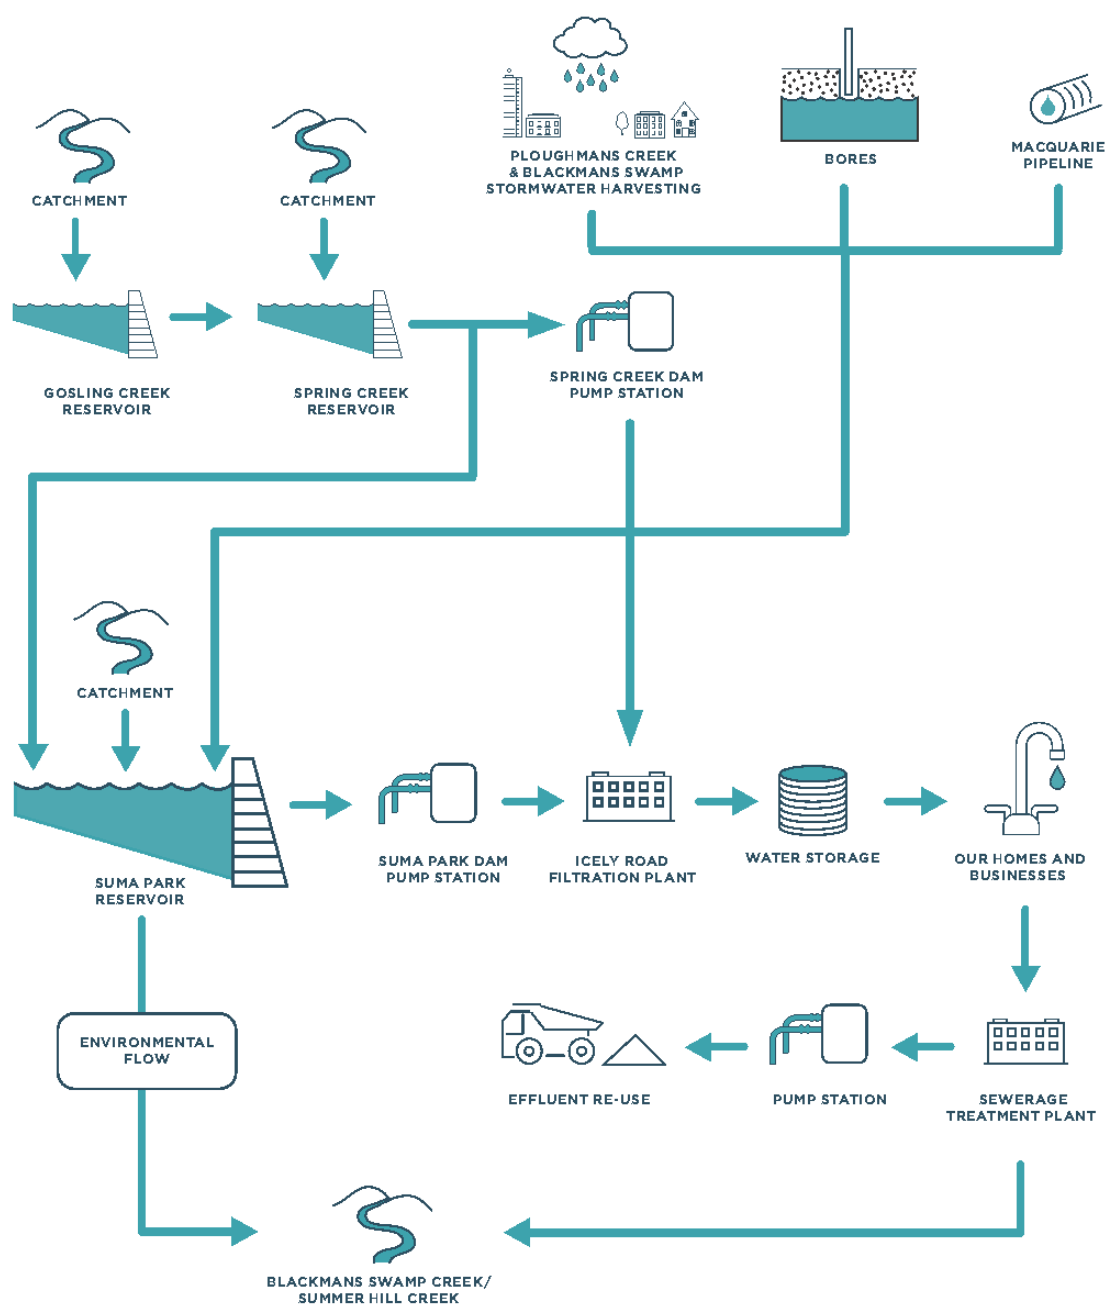 PLOUGHMANS CREEK
& BLACKMANS SWAMP
STORMWATER HARVESTING
BORES
MACQUARIE
PIPELINE
CATCHMENT
CATCHMENT
GOSLING CREEK
RESERVOIR
SPRING CREEK
RESERVOIR
SPRING CREEK DAM
PUMP STATION
CATCHMENT
SUMA PARK
RESERVOIR
SUMA PARK DAM
PUMP STATION
ICELY ROAD
FILTRATION PLANT
WATER STORAGE
OUR HOMES AND
BUSINESSES
ENVIRONMENTAL
FLOW
EFFLUENT RE-USE
PUMP STATION
SEWERAGE
TREATMENT PLANT
BLACKMANS SWAMP CREEK/
SUMMER HILL CREEK